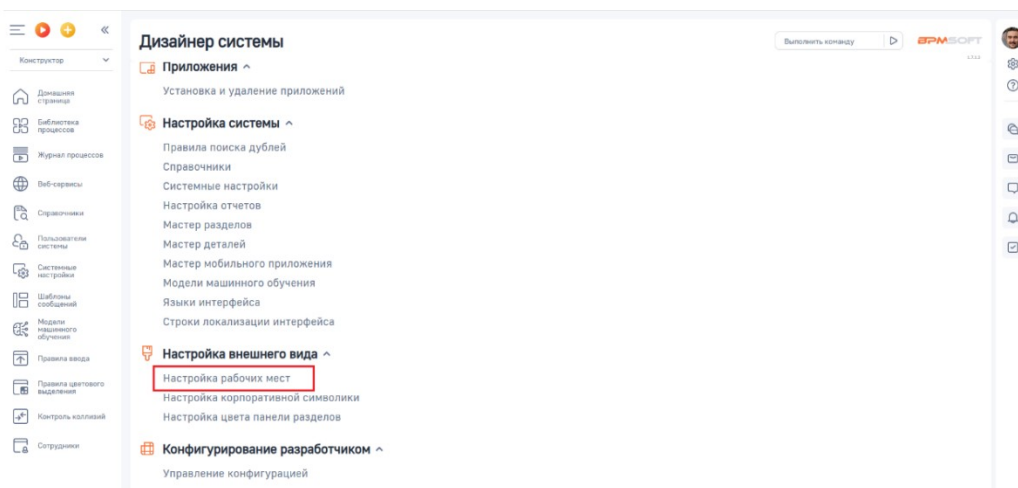 Конструктор
Домашняя
страница
Библиотека
процессов
Журнал процессов
Веб-сервисы
Справочники
Пользователи
системы
Системные
настройки
Шаблоны
сообщений
Модели
машинного
обучения
Правила ввода
Правила цветового
выделения
Контроль коллизий
Сотрудники
Дизайнер системы
Выполнить команду
BPMSOFT
Приложения
Установка и удаление приложений
Настройка системы
Правила поиска дублей
Справочники
Системные настройки
Настройка отчетов
Мастер разделов
Мастер деталей
Мастер мобильного приложения
Модели машинного обучения
Языки интерфейса
Строки локализации интерфейса
Настройка внешнего вида
Настройка рабочих мест
Настройка корпоративной символики
Настройка цвета панели разделов
Конфигурирование разработчиком
Управление конфигурацией